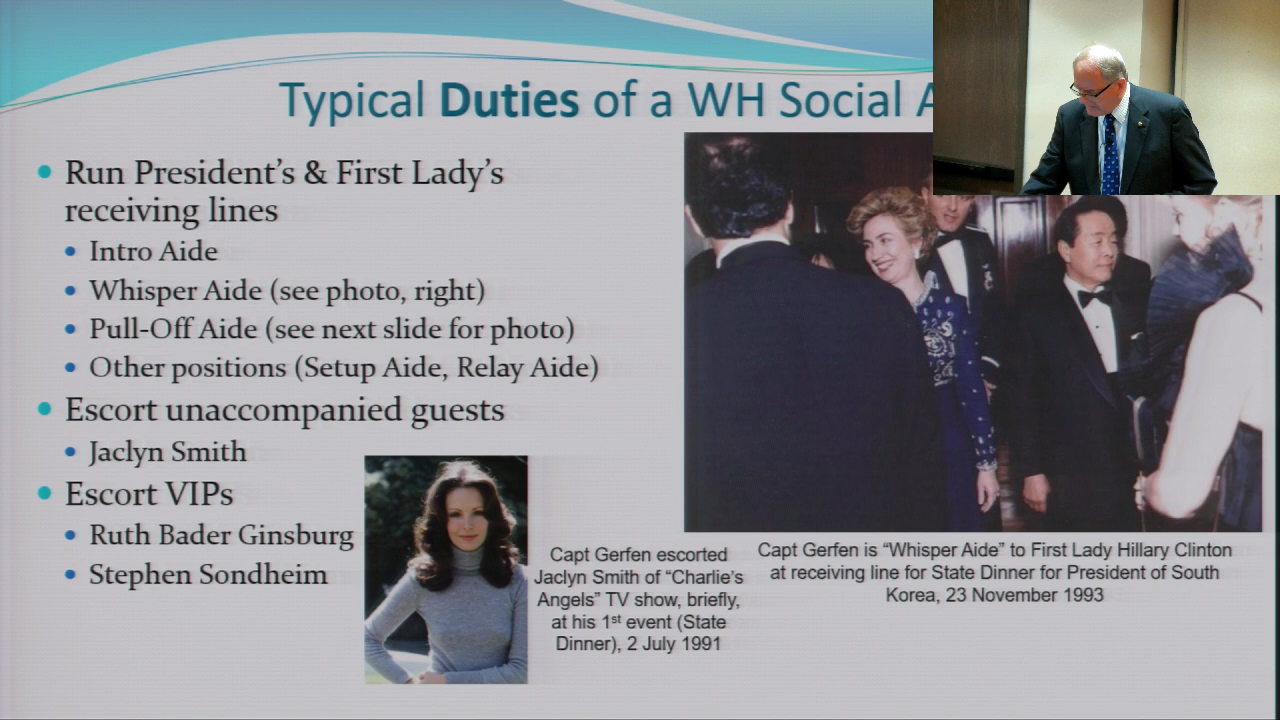 Typical Duties of a WH Social
Run President's & First Lady's
receiving lines
Intro Aide
Whisper Aide (see photo, right)
Pull-Off Aide (see next slide for photo)
Other positions (Setup Aide, Relay Aide)
Escort unaccompanied guests
Jaclyn Smith
Escort VIPs
Ruth Bader Ginsburg
Stephen Sondheim
Capt Gerfen escorted
Jaclyn Smith of “Charlie’s
Angels” TV show, briefly,
at his 1st event (State
Dinner), 2 July 1991
Capt Gerfen is “Whisper Aide” to First Lady Hillary Clinton
at receiving line for State Dinner for President of South
Korea, 23 November 1993